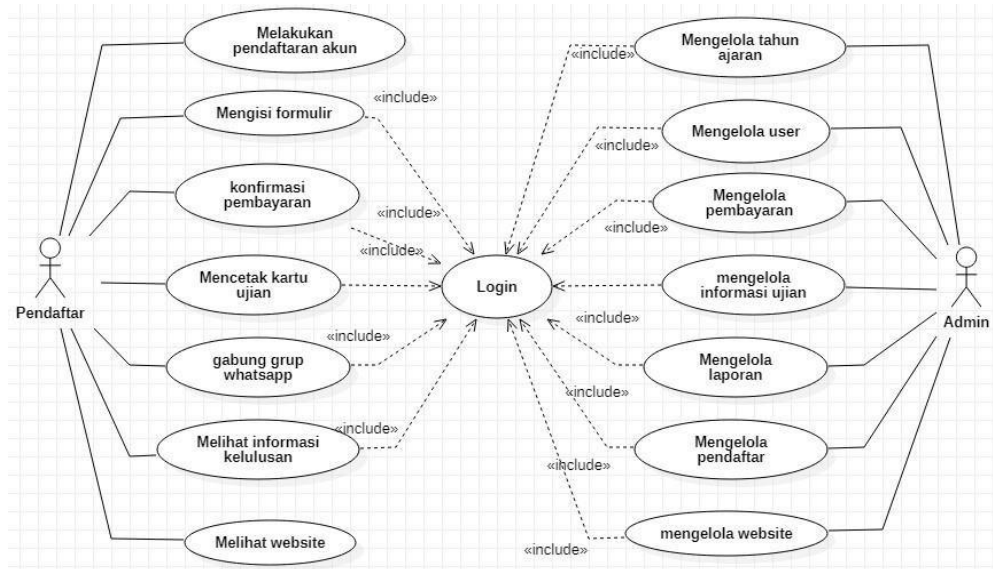 Melakukan
pendaftaran akun
Mengisi formulir
«include»
konfirmasi
pembayaran
«include»
«include»
Mencetak kartu
ujian
Pendaftar
gabung grup
whatsapp
«include»
Melihat informasi
kelulusan
«include»
Melihat website
Login
Mengelola tahun
ajaran
«include»
Mengelola user
«include»
Mengelola
pembayaran
«include»
mengelola
informasi ujian
Admin
«include»
Mengelola
laporan
«include»
Mengelola
pendaftar
«include»
mengelola website
«include»